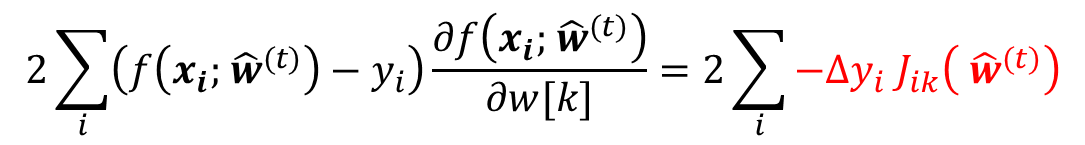 2 ∑_i (f(x_i; ŵ^(t)) − y_i) ∂f(x_i; ŵ^(t)) / ∂w[k] = 2 ∑_i −Δy_i J_ik( ŵ^(t))